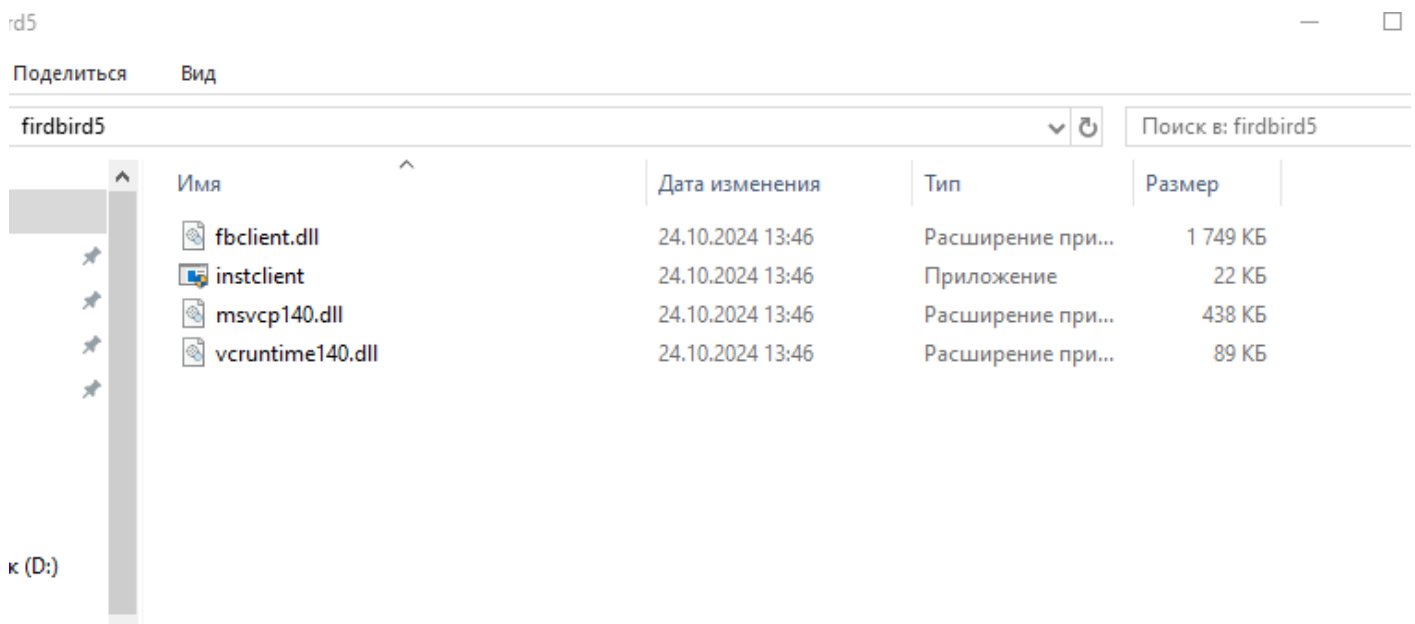 rd5
Поделиться Вид
firdbird5 Поиск в: firdbird5
Имя Дата изменения Тип Размер
fbclient.dll 24.10.2024 13:46 Расширение при... 1 749 КБ
instclient 24.10.2024 13:46 Приложение 22 КБ
msvcp140.dll 24.10.2024 13:46 Расширение при... 438 КБ
vcruntime140.dll 24.10.2024 13:46 Расширение при... 89 КБ
к (D:)